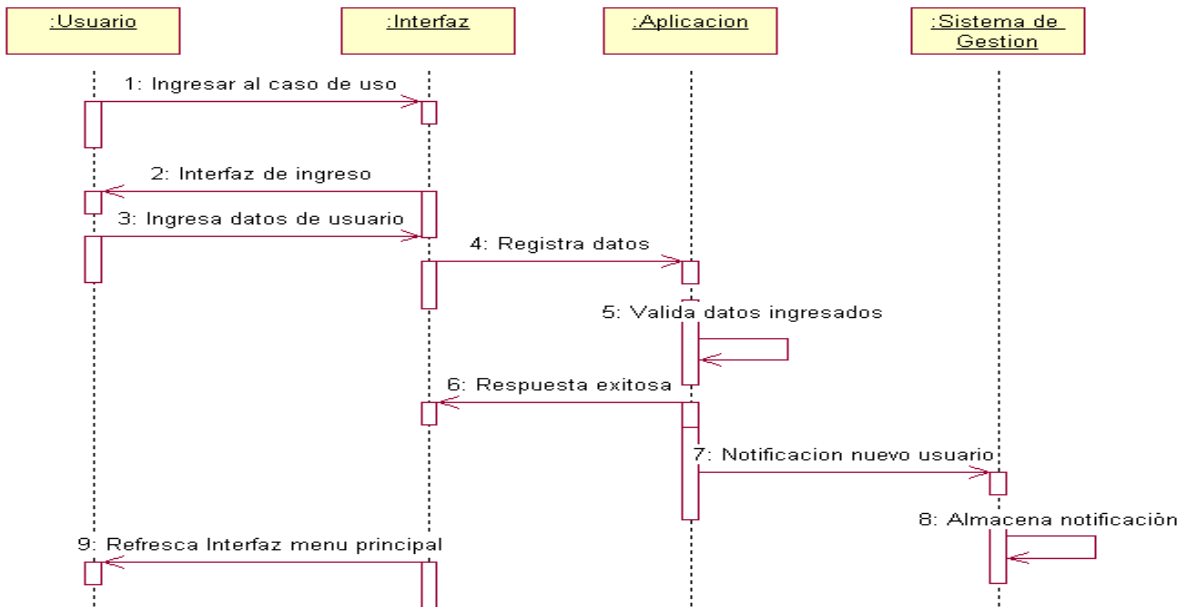 :Usuario
:Interfaz
:Aplicacion
:Sistema de
Gestion
1: Ingresar al caso de uso
2: Interfaz de ingreso
3: Ingresa datos de usuario
4: Registra datos
5: Valida datos ingresados
6: Respuesta exitosa
7: Notificacion nuevo usuario
8: Almacena notificación
9: Refresca Interfaz menu principal